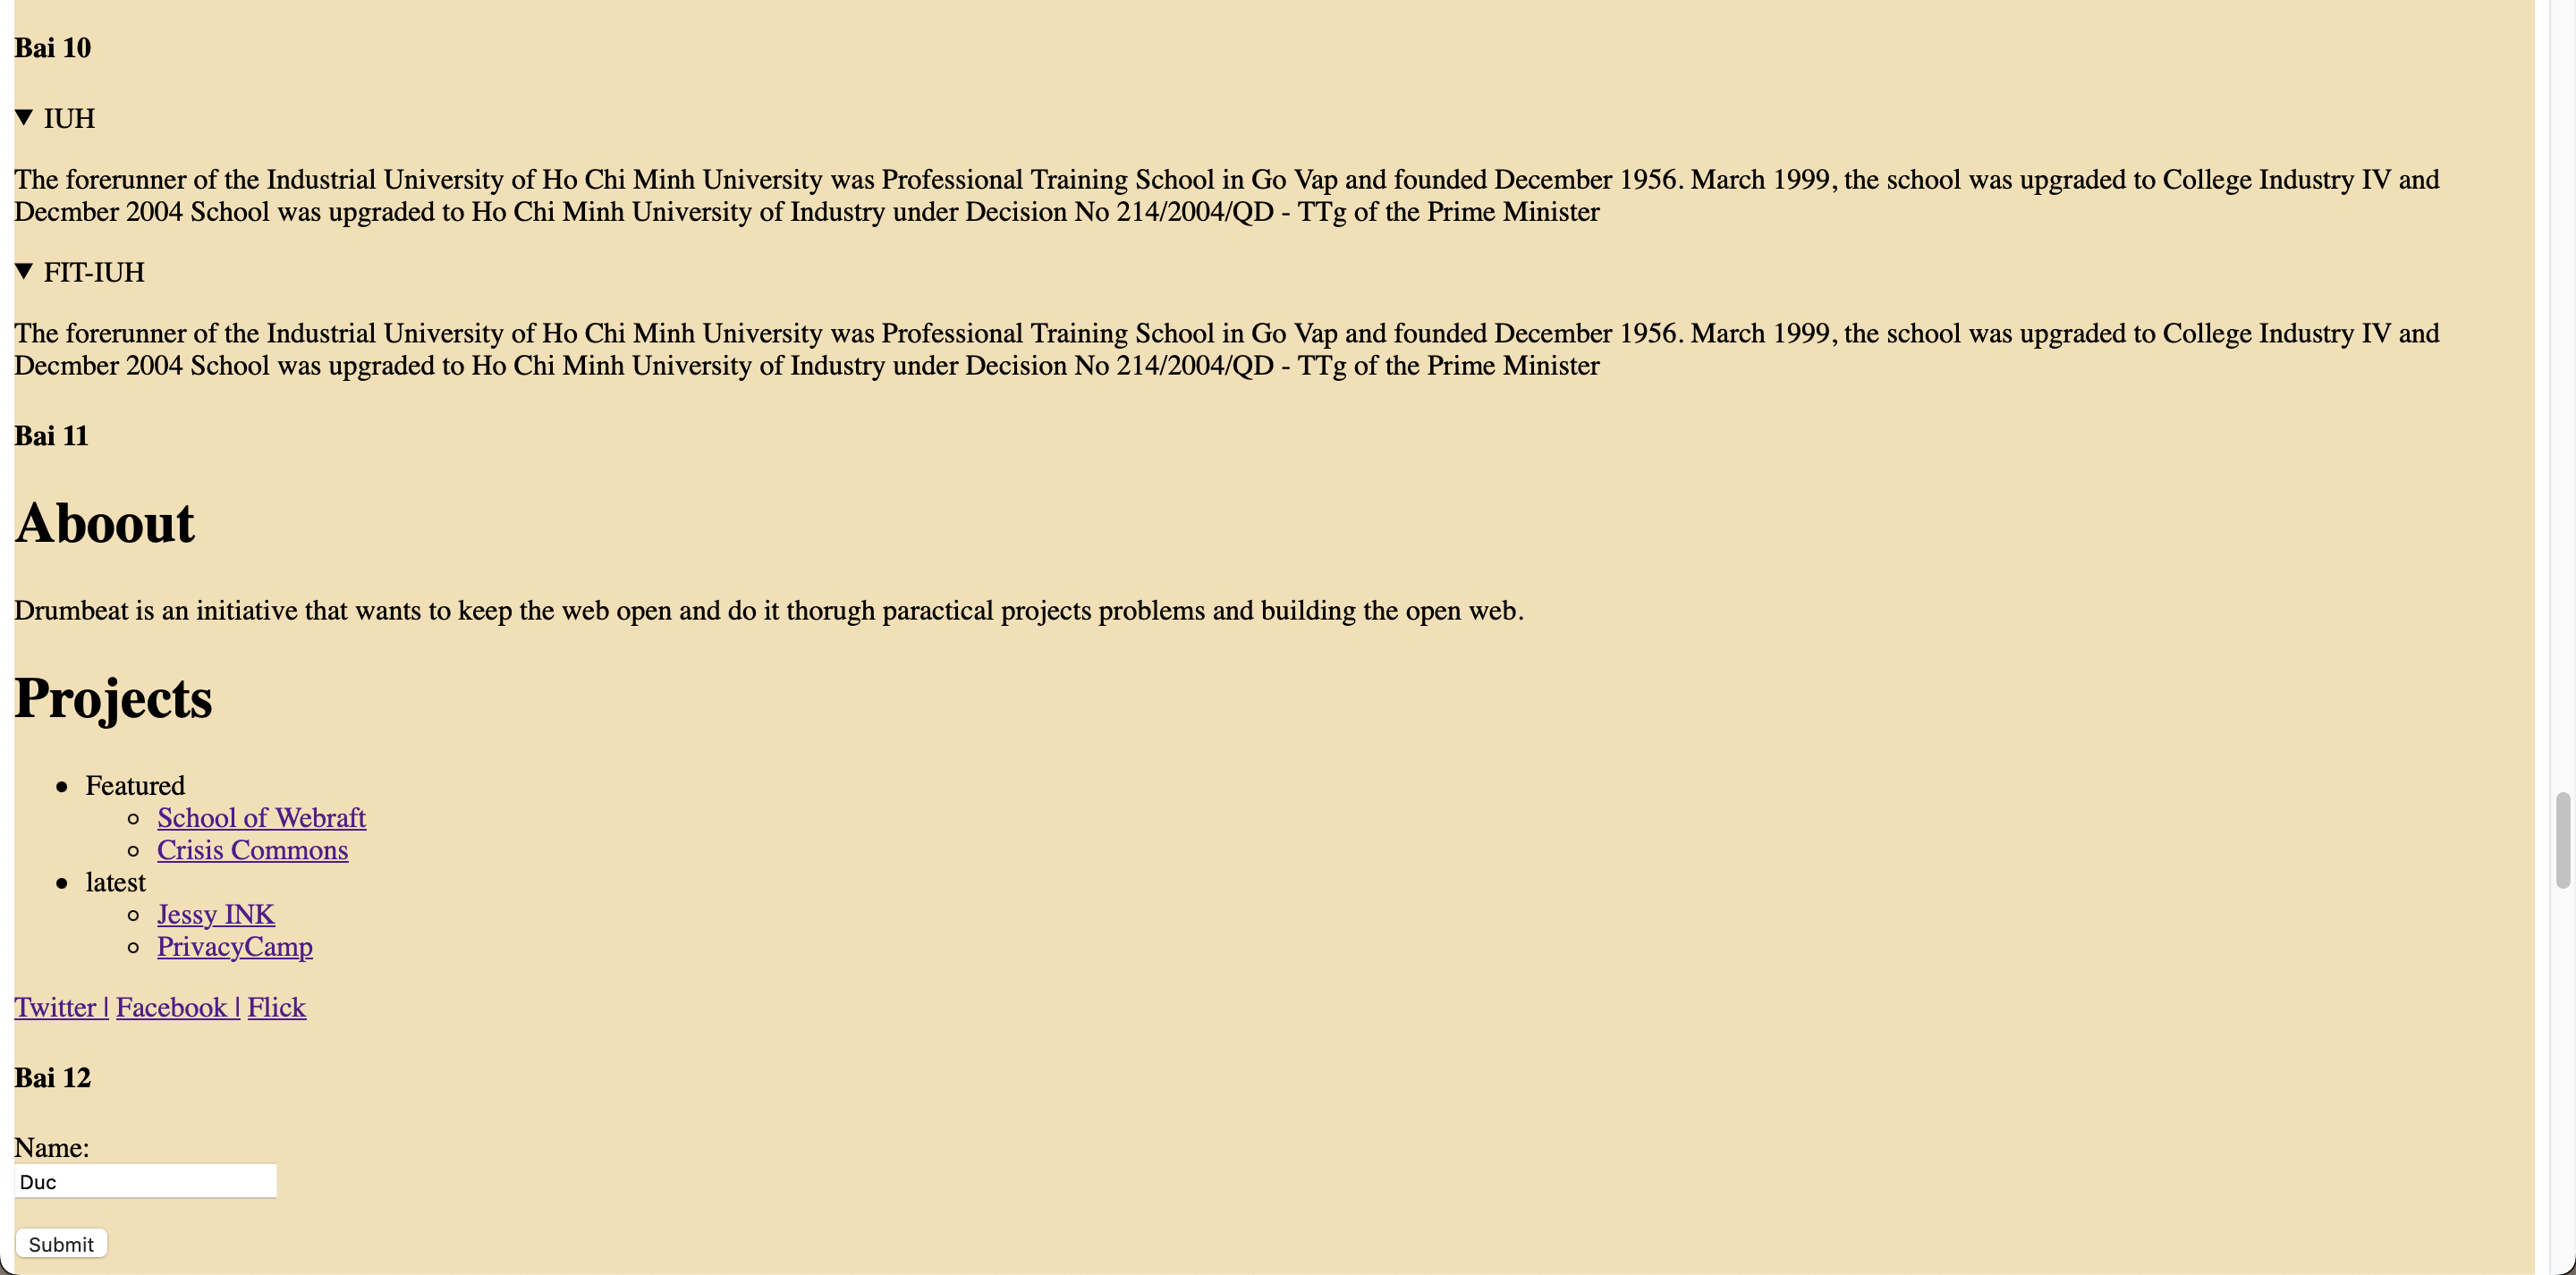 Bai 10
IUH
The forerunner of the Industrial University of Ho Chi Minh University was Professional Training School in Go Vap and founded December 1956. March 1999, the school was upgraded to College Industry IV and
Decmber 2004 School was upgraded to Ho Chi Minh University of Industry under Decision No 214/2004/QD - TTg of the Prime Minister
FIT-IUH
The forerunner of the Industrial University of Ho Chi Minh University was Professional Training School in Go Vap and founded December 1956. March 1999, the school was upgraded to College Industry IV and
Decmber 2004 School was upgraded to Ho Chi Minh University of Industry under Decision No 214/2004/QD - TTg of the Prime Minister
Bai 11
Aboout
Drumbeat is an initiative that wants to keep the web open and do it thorugh paractical projects problems and building the open web.
Projects
Featured
School of Webraft
Crisis Commons
latest
Jessy INK
PrivacyCamp
Twitter | Facebook | Flick
Bai 12
Name:
Duc
Submit